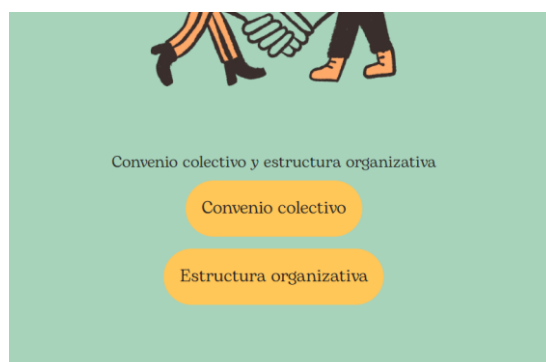 Convenio colectivo y estructura organizativa
Convenio colectivo
Estructura organizativa